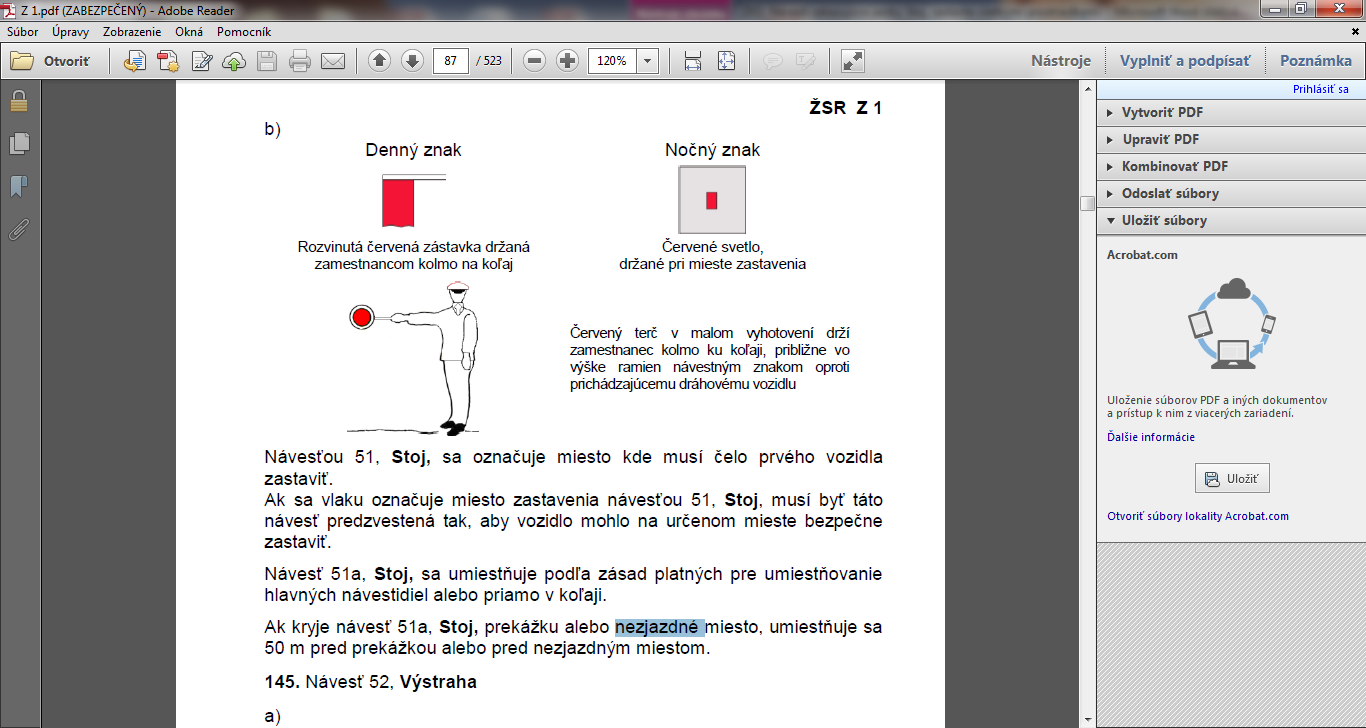 Z 1.pdf (ZABEZPEČENÝ) - Adobe Reader
Súbor Úpravy Zobrazenie Okná Pomocník
Otvoriť 87 / 523 120% Nástroje Vyplniť a podpísať Poznámka
Prihlásiť sa
Vytvoriť PDF
Upraviť PDF
Kombinovať PDF
Odoslať súbory
Uložiť súbory
Acrobat.com
Uloženie súborov PDF a iných dokumentov
a prístup k nim z viacerých zariadení.
Ďalšie informácie
Uložiť
Otvoriť súbory lokality Acrobat.com
ŽSR Z 1
b)
Denný znak Nočný znak
Rozvinutá červená zástavka držaná
zamestnancom kolmo na koľaj
Červené svetlo,
držané pri mieste zastavenia
Červený terč v malom vyhotovení drží
zamestnanec kolmo ku koľaji, približne vo
výške ramien návestným znakom oproti
prichádzajúcemu dráhovému vozidlu
Návesťou 51, Stoj, sa označuje miesto kde musí čelo prvého vozidla
zastaviť.
Ak sa vlaku označuje miesto zastavenia návesťou 51, Stoj, musí byť táto
návesť predzvestená tak, aby vozidlo mohlo na určenom mieste bezpečne
zastaviť.
Návesť 51a, Stoj, sa umiestňuje podľa zásad platných pre umiestňovanie
hlavných návestidiel alebo priamo v koľaji.
Ak kryje návesť 51a, Stoj, prekážku alebo nezjazdné miesto, umiestňuje sa
50 m pred prekážkou alebo pred nezjazdným miestom.
145. Návesť 52, Výstraha
a)